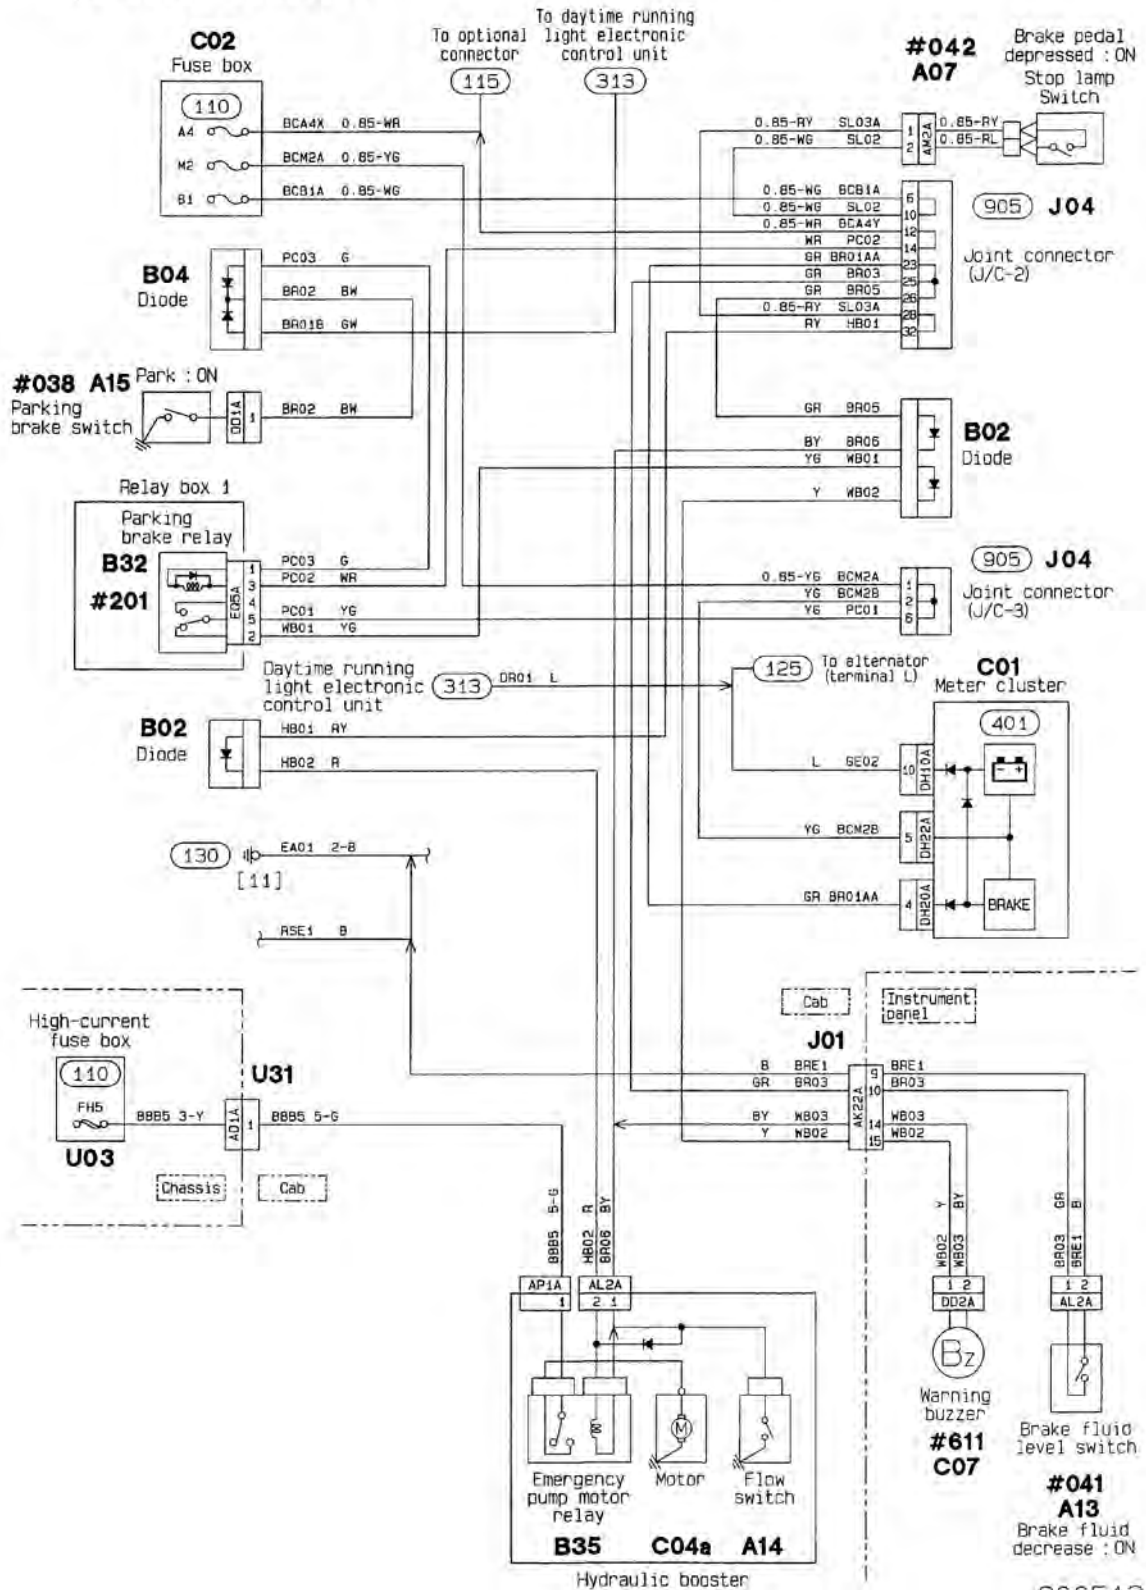 To daytime running
light electronic
control unit
To optional
connector
115
313
C02
Fuse box
110
A4
BCA4X 0.85-WR
M2
BCM2A 0.85-YG
B1
BCB1A 0.85-WG
#042
A07
Brake pedal
depressed : ON
Stop lamp
Switch
0.85-RY SL03A 1
0.85-WG SL02 2
AM2A
0.85-RY
0.85-RL
0.85-WG BCB1A 6
0.85-WG SL02 10
0.85-WR BCA4Y 12
WR PC02 14
GR BR01AA 23
GR BR03 25
GR BR05 26
0.85-RY SL03A 28
RY HB01 32
905 J04
Joint connector
(J/C-2)
B04
Diode
PC03 G
BR02 BW
BR01B GW
#038 A15 Park : ON
Parking
brake switch
DD1A
1
BR02 BW
GR BR05
BY BR06
YG WB01
Y WB02
B02
Diode
Relay box 1
Parking
brake relay
B32
#201
EQ5A
1 PC03 G
3 PC02 WR
4
5 PC01 YG
2 WB01 YG
905 J04
Joint connector
(J/C-3)
0.85-YG BCM2A 1
YG BCM2B 2
YG PC01 6
Daytime running
light electronic
control unit
313
DR01 L
125
To alternator
(terminal L)
C01
Meter cluster
401
L GE02 10 DH10A
YG BCM2B 5 DH22A
GR BR01AA 4 DH20A
BRAKE
B02
Diode
HB01 RY
HB02 R
130
EA01 2-B
[11]
RSE1 B
High-current
fuse box
110
FH5
U03
BBB5 3-Y
U31
AD1A
1
BBB5 5-G
Chassis
Cab
Cab
Instrument
panel
J01
AK22A
B BRE1 9 BRE1
GR BR03 10 BR03
BY WB03 14 WB03
Y WB02 15 WB02
BBB5 5-G
HB02 R
BR06 BY
WB02 Y
WB03 BY
BR03 GR
BRE1 B
AP1A
1
AL2A
2 1
1 2
DD2A
1 2
AL2A
Bz
Warning
buzzer
#611
C07
Brake fluid
level switch
#041
A13
Brake fluid
decrease : ON
M
Emergency
pump motor
relay
B35
Motor
C04a
Flow
switch
A14
Hydraulic booster